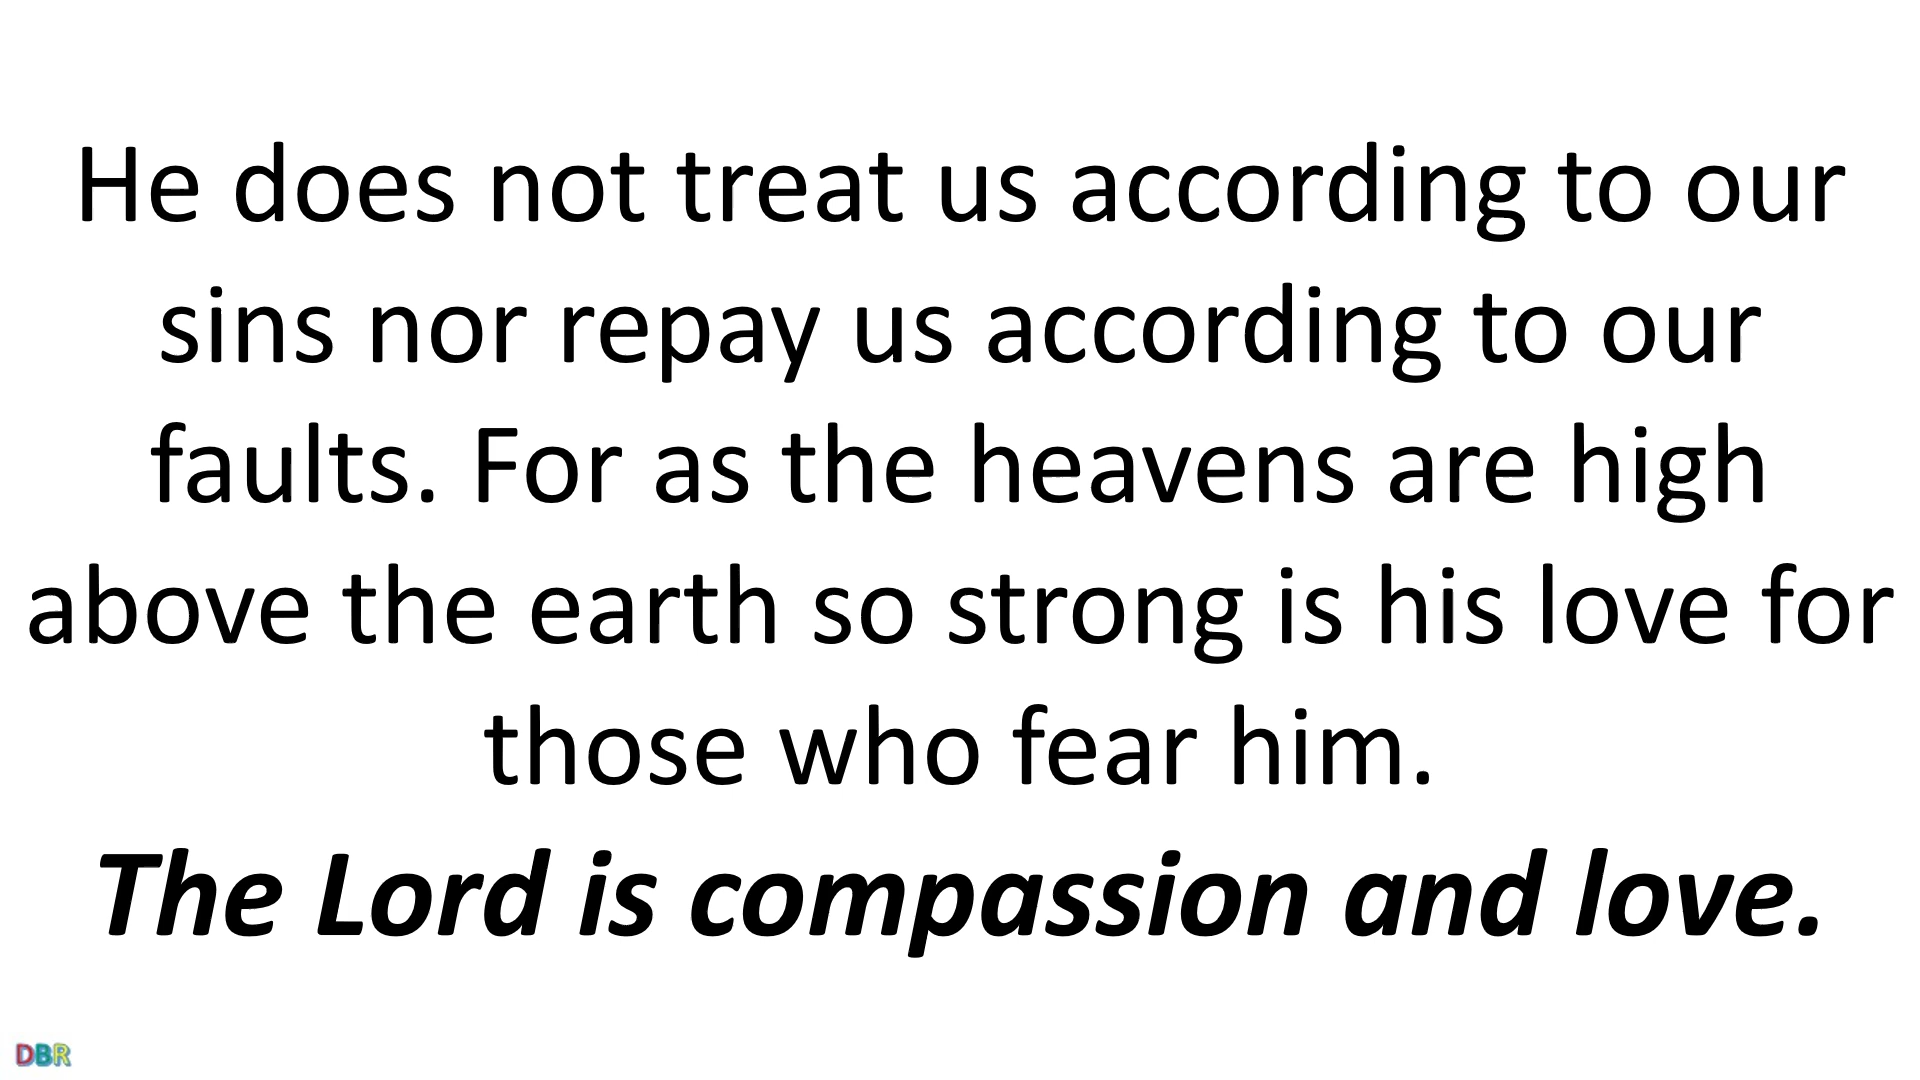 He does not treat us according to our
sins nor repay us according to our
faults. For as the heavens are high
above the earth so strong is his love for
those who fear him.
The Lord is compassion and love.
DBR